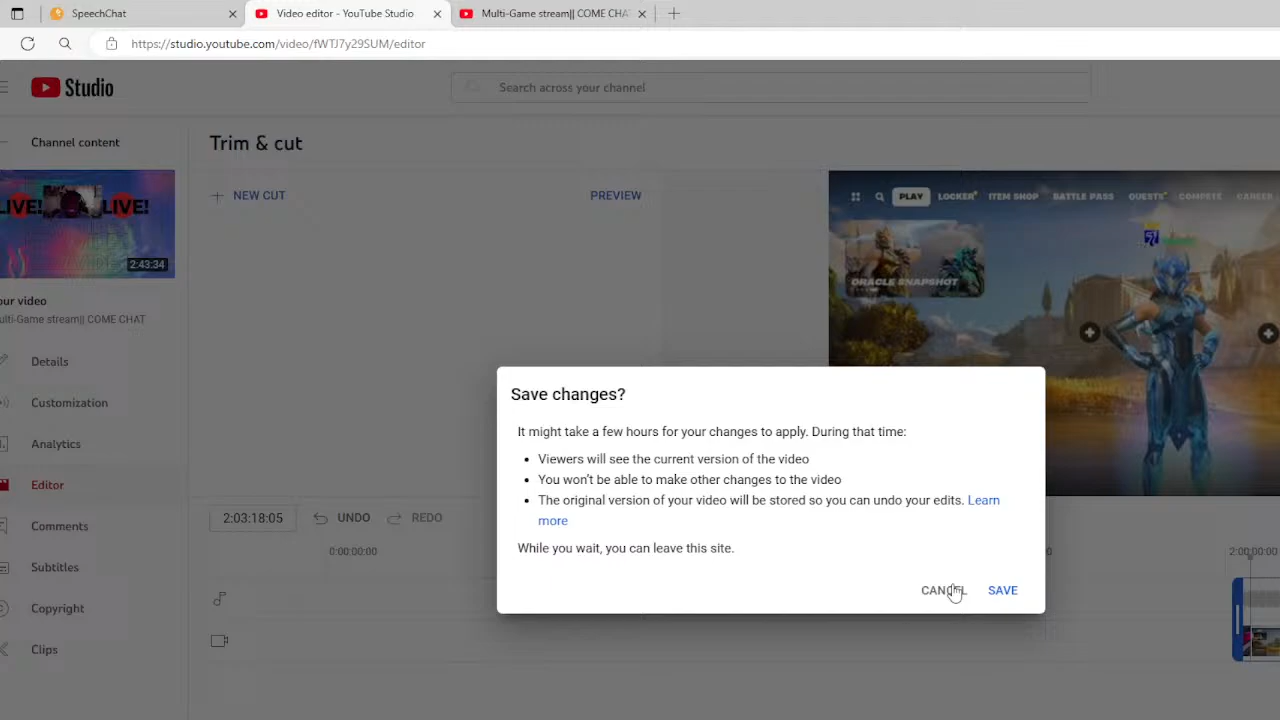 SpeechChat
Video editor - YouTube Studio
Multi-Game stream|| COME CHAT
https://studio.youtube.com/video/fWTJ7y29SUM/editor
Studio
Search across your channel
Channel content
Trim & cut
NEW CUT
PREVIEW
LIVE! LIVE!
2:43:34
PLAY LOCKER ITEM SHOP BATTLE PASS QUESTS COMPETE CAREER
ORACLE SNAPSHOT
our video
ulti-Game stream|| COME CHAT
Details
Customization
Analytics
Editor
Comments
Subtitles
Copyright
Clips
Save changes?
It might take a few hours for your changes to apply. During that time:
Viewers will see the current version of the video
You won't be able to make other changes to the video
The original version of your video will be stored so you can undo your edits. Learn
more
While you wait, you can leave this site.
CANCEL SAVE
2:03:18:05 UNDO REDO
0:00:00:00
00
2:00:00:00